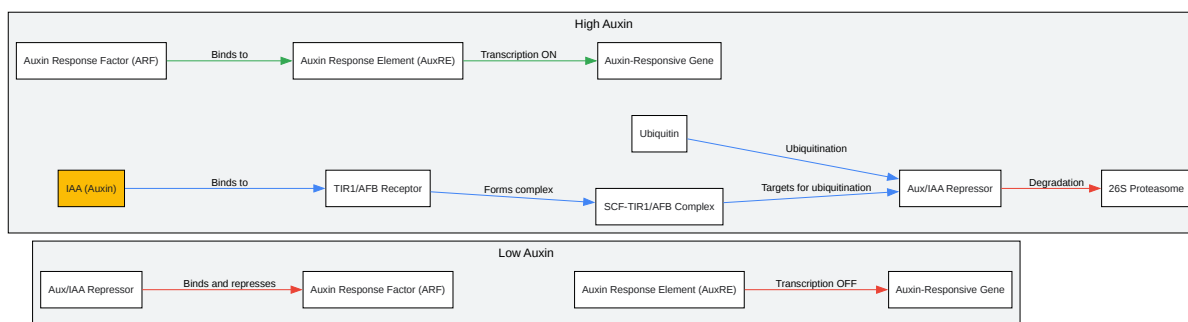 High Auxin
Auxin Response Factor (ARF)
Binds to
Auxin Response Element (AuxRE)
Transcription ON
Auxin-Responsive Gene
Ubiquitin
Ubiquitination
IAA (Auxin)
Binds to
TIR1/AFB Receptor
Forms complex
SCF-TIR1/AFB Complex
Targets for ubiquitination
Aux/IAA Repressor
Degradation
26S Proteasome
Low Auxin
Aux/IAA Repressor
Binds and represses
Auxin Response Factor (ARF)
Auxin Response Element (AuxRE)
Transcription OFF
Auxin-Responsive Gene